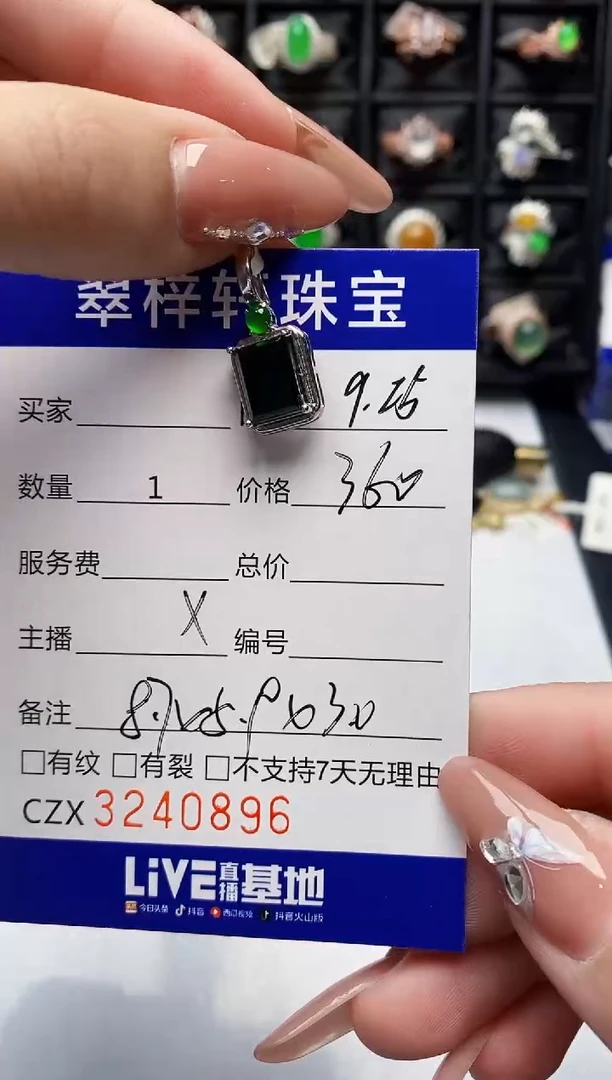 翠梓轩珠宝
买家 9.25
数量 1 价格 360
服务费 总价
主播 X 编号
备注
□有纹 □有裂 □不支持7天无理由
CZX 3240896
LiVE直播基地
今日头条 抖音 西瓜视频 抖音火山版